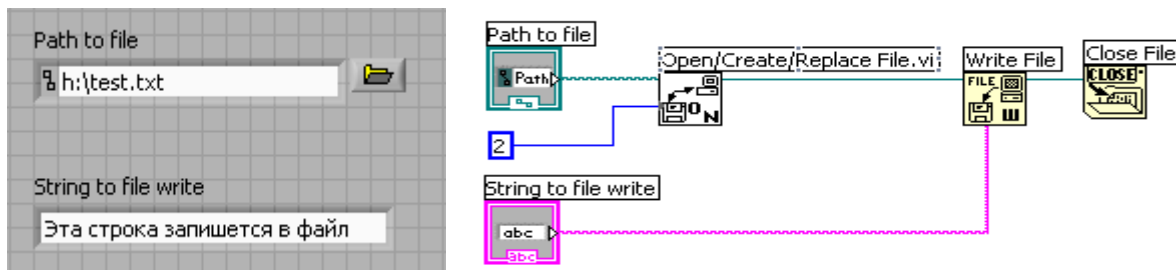 Path to file
h:\test.txt
String to file write
Эта строка запишется в файл
Path to file
Path
2
String to file write
abc
abc
Open/Create/Replace File.vi
O N
Write File
FILE
Ш
Close File
CLOSE